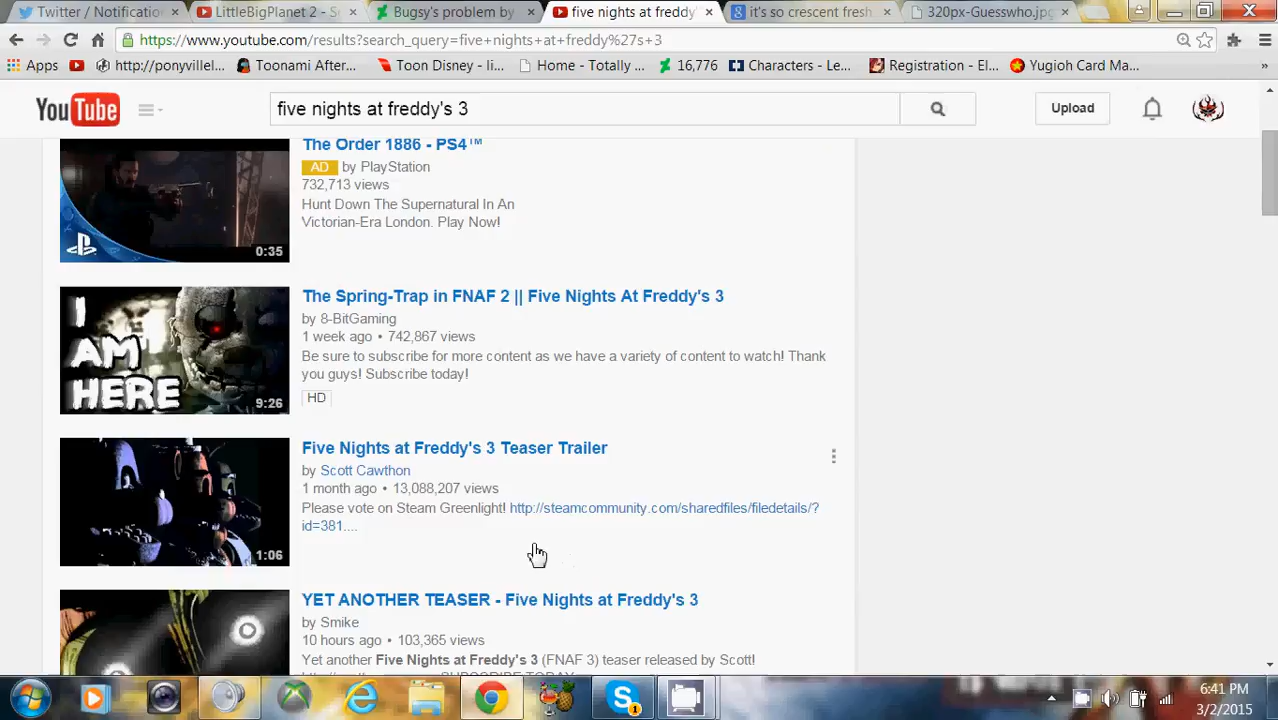 Twitter / Notificatio
LittleBigPlanet 2 - S
Bugsy's problem by
five nights at freddy'
it's so crescent fresh
320px-Guesswho.jpg
https://www.youtube.com/results?search_query=five+nights+at+freddy%27s+3
Apps
http://ponyvillel...
Toonami After...
Toon Disney - li...
Home - Totally ...
16,776
Characters - Le...
Registration - El...
Yugioh Card Ma...
»
You Tube
five nights at freddy's 3
Upload
The Order 1886 - PS4™
AD by PlayStation
732,713 views
Hunt Down The Supernatural In An
Victorian-Era London. Play Now!
0:35
The Spring-Trap in FNAF 2 || Five Nights At Freddy's 3
by 8-BitGaming
1 week ago • 742,867 views
Be sure to subscribe for more content as we have a variety of content to watch! Thank
you guys! Subscribe today!
HD
I
AM
HERE
9:26
Five Nights at Freddy's 3 Teaser Trailer
by Scott Cawthon
1 month ago • 13,088,207 views
Please vote on Steam Greenlight! http://steamcommunity.com/sharedfiles/filedetails/?
id=381....
1:06
YET ANOTHER TEASER - Five Nights at Freddy's 3
by Smike
10 hours ago • 103,365 views
Yet another Five Nights at Freddy's 3 (FNAF 3) teaser released by Scott!
6:41 PM
3/2/2015